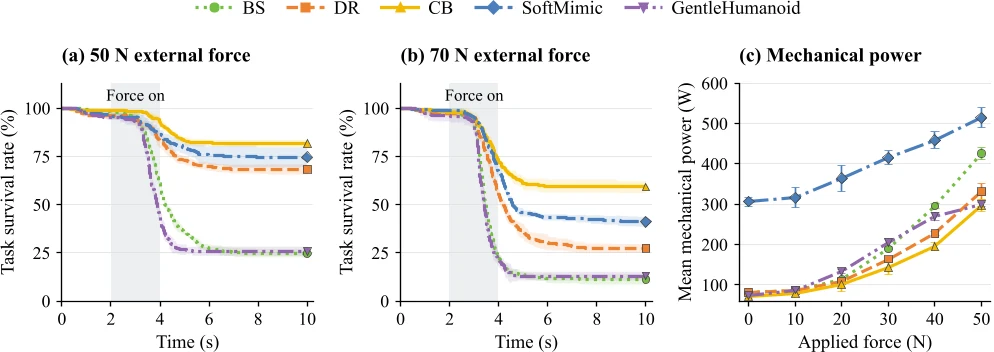 BS DR CB SoftMimic GentleHumanoid
(a) 50 N external force
Force on
Task survival rate (%)
100
75
50
25
0
0 2 4 6 8 10
Time (s)
(b) 70 N external force
Force on
Task survival rate (%)
100
75
50
25
0
0 2 4 6 8 10
Time (s)
(c) Mechanical power
Mean mechanical power (W)
600
500
400
300
200
100
0 10 20 30 40 50
Applied force (N)